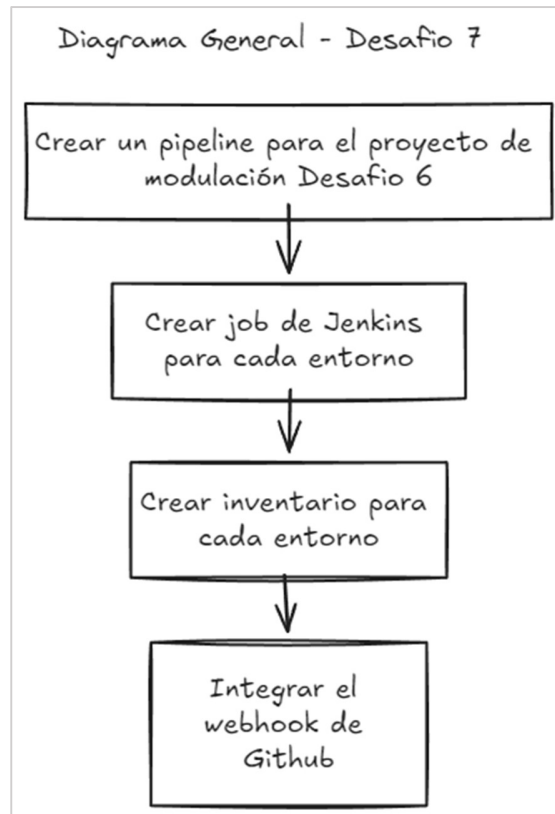 Diagrama General - Desafio 7
Crear un pipeline para el proyecto de
modulación Desafio 6
Crear job de Jenkins
para cada entorno
Crear inventario para
cada entorno
Integrar el
webhook de
Github